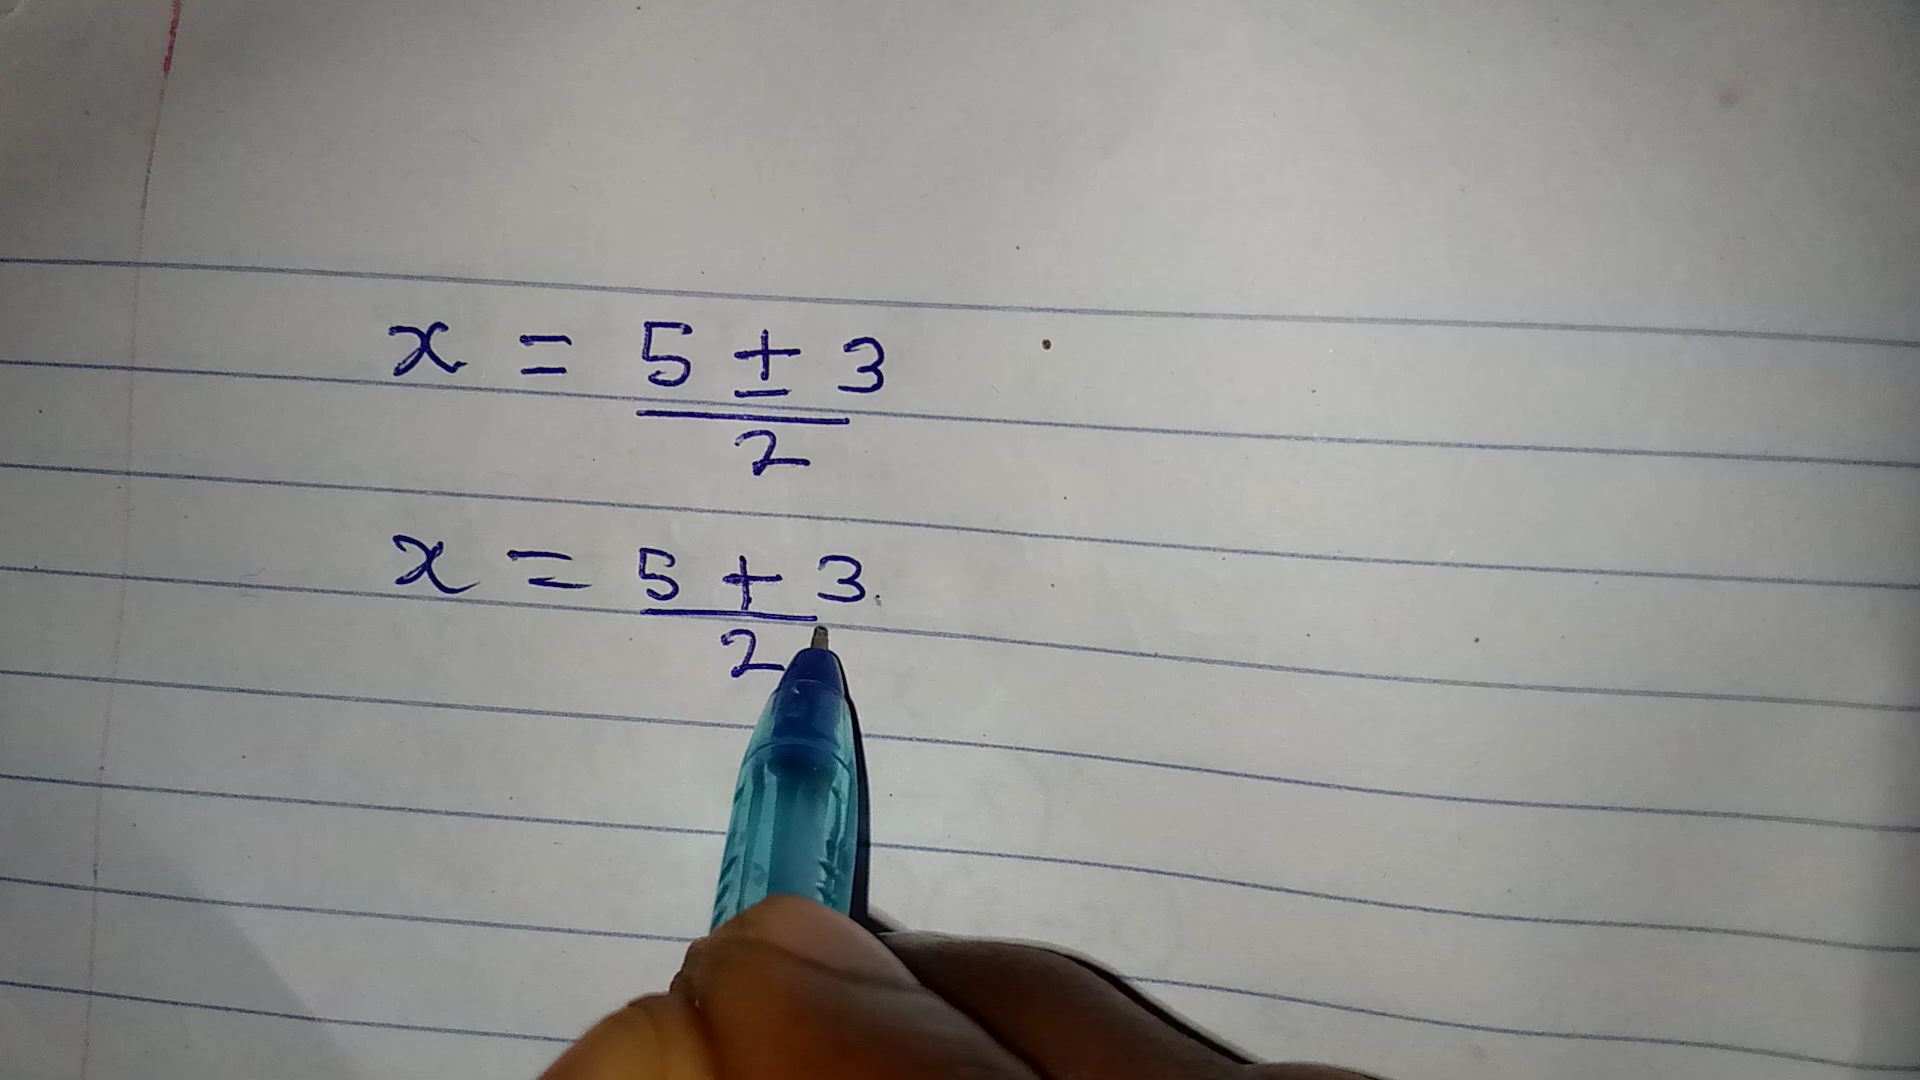 x = 5 ± 3
2
x = 5 + 3
2